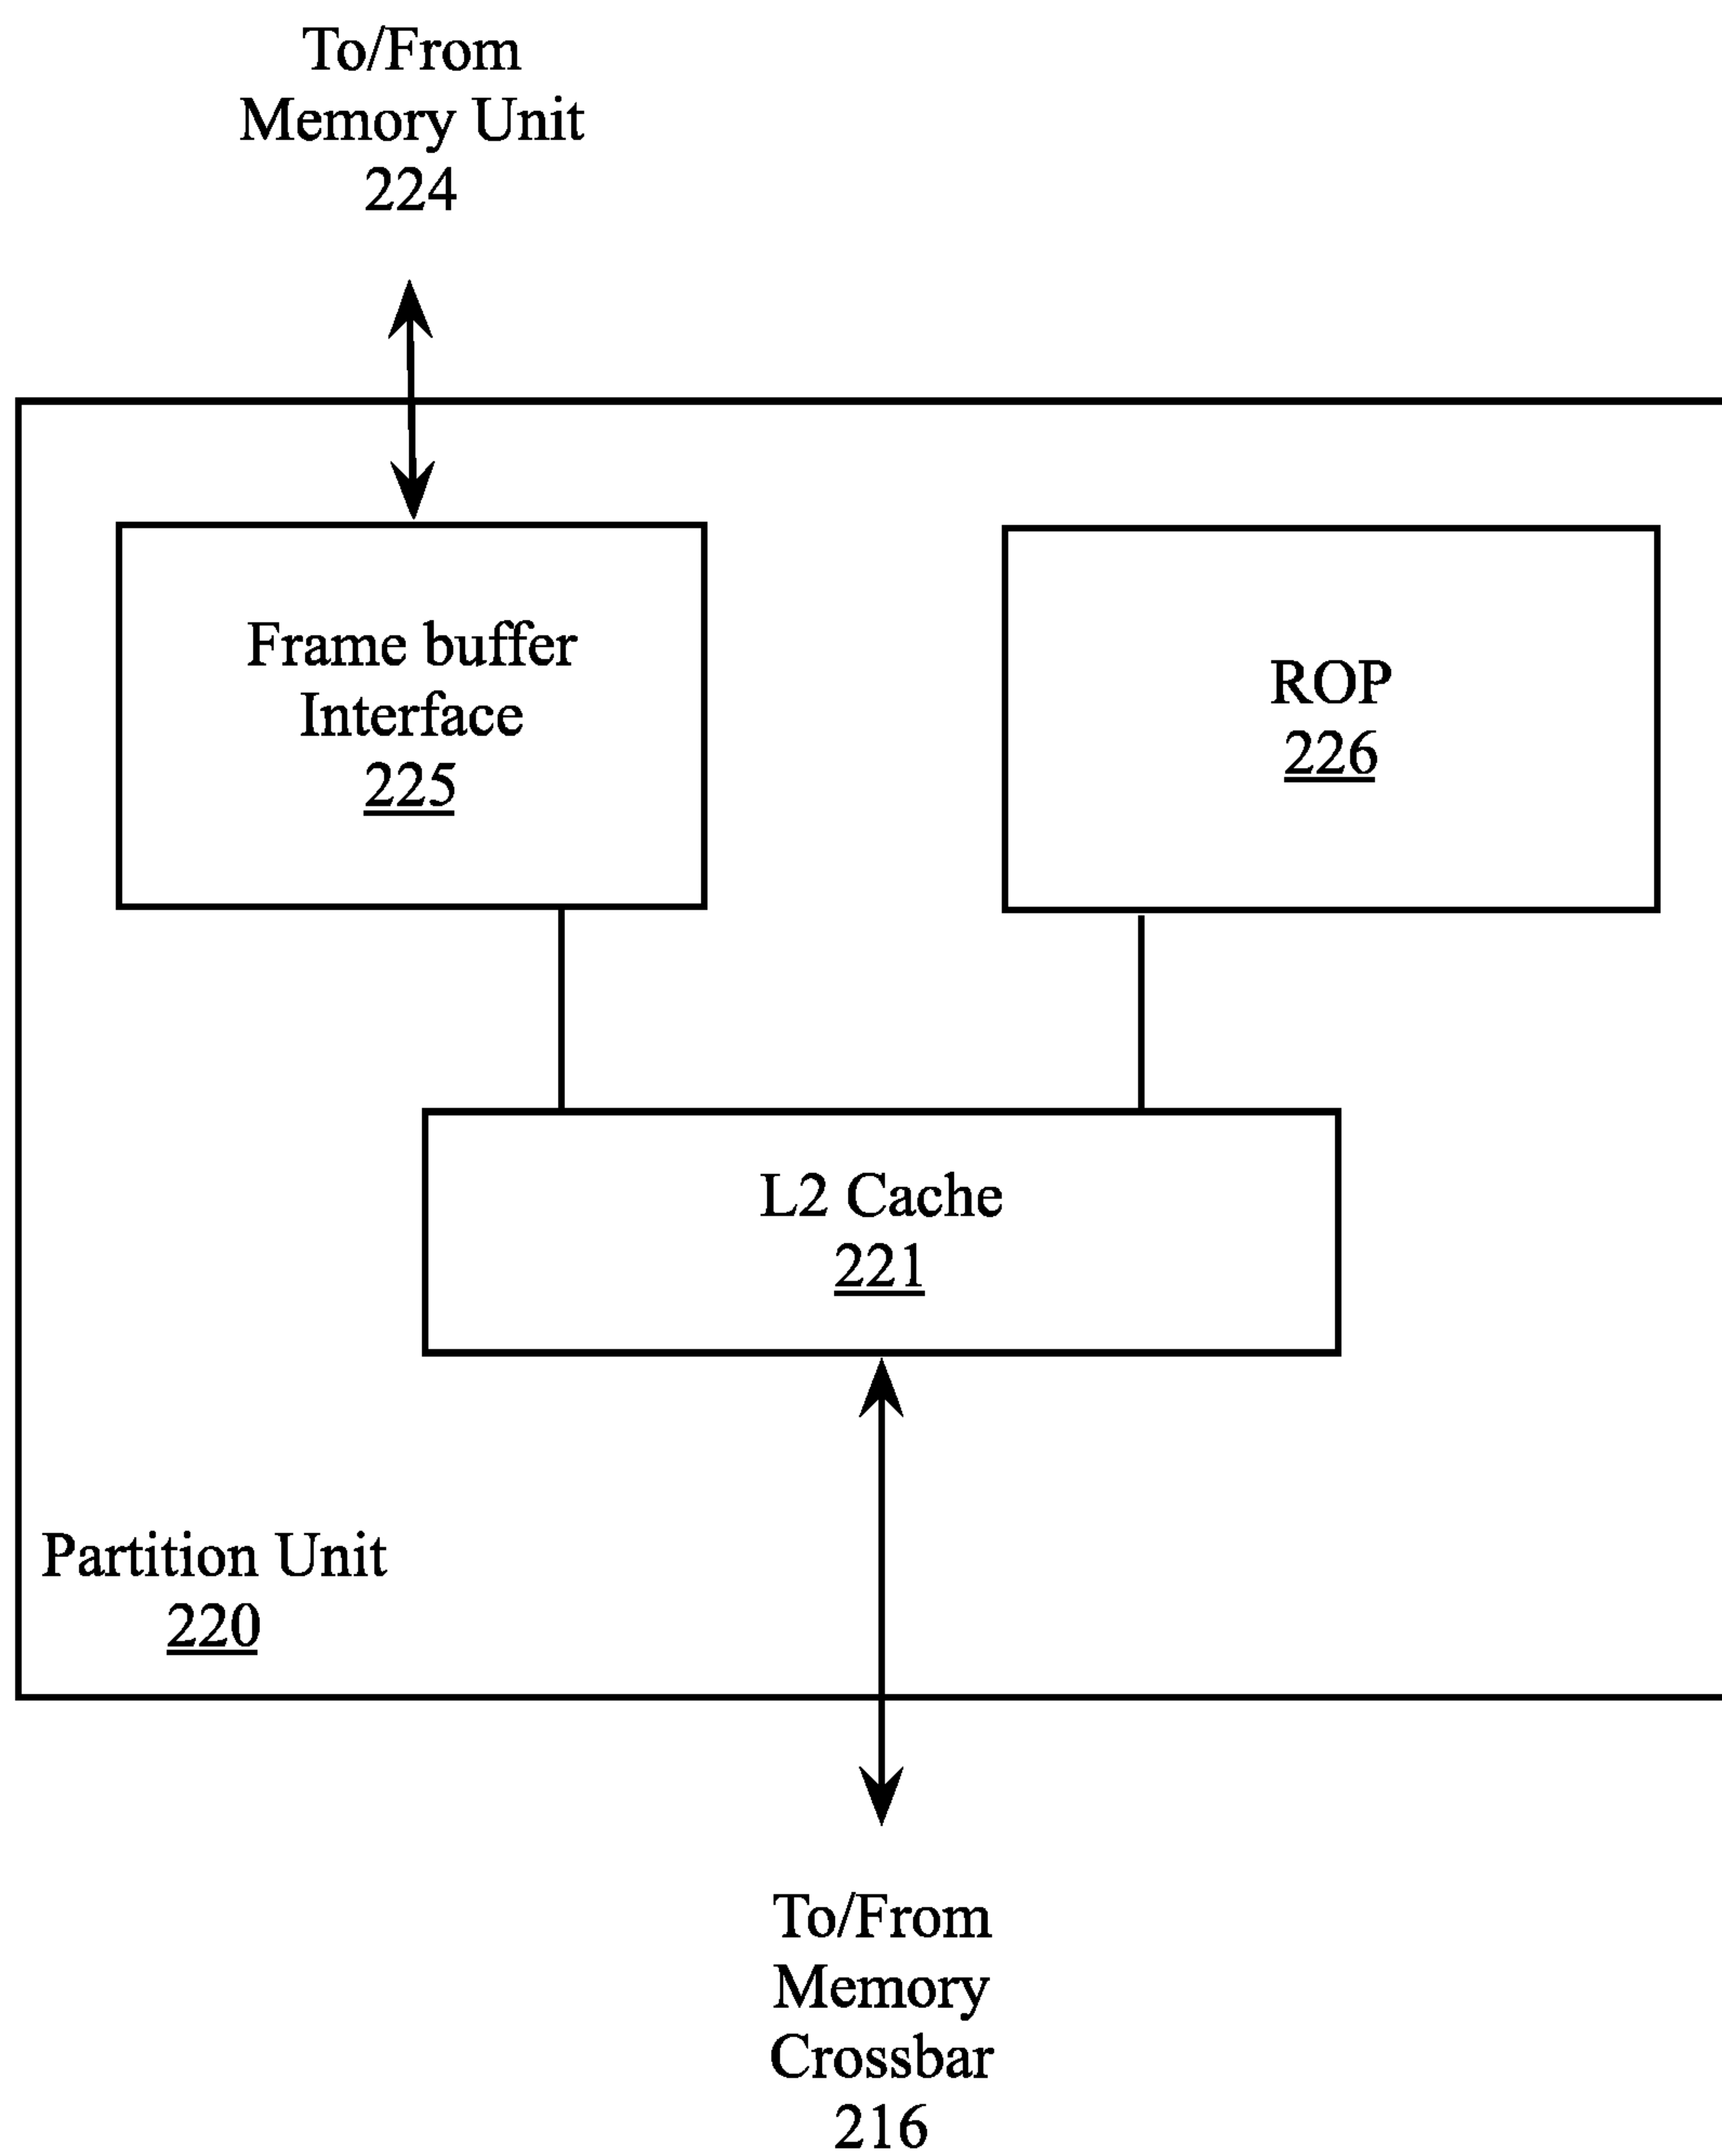 To/From
Memory Unit
224
Frame buffer
Interface
225
ROP
226
L2 Cache
221
Partition Unit
220
To/From
Memory
Crossbar
216